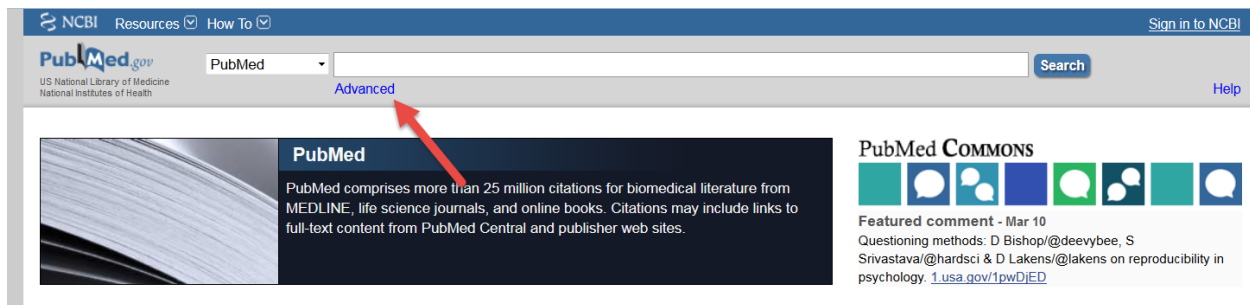 NCBI Resources How To Sign in to NCBI
PubMed.gov
US National Library of Medicine
National Institutes of Health
PubMed
Search
Advanced
Help
PubMed
PubMed comprises more than 25 million citations for biomedical literature from
MEDLINE, life science journals, and online books. Citations may include links to
full-text content from PubMed Central and publisher web sites.
PubMed COMMONS
Featured comment - Mar 10
Questioning methods: D Bishop/@deevybee, S
Srivastava/@hardsci & D Lakens/@lakens on reproducibility in
psychology. 1.usa.gov/1pwDjED